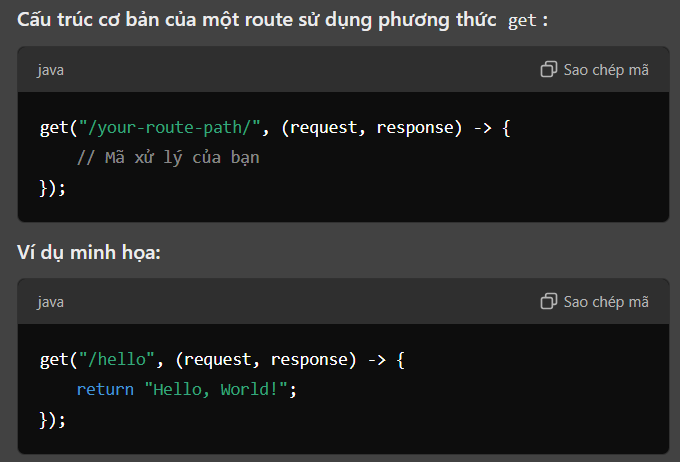 Cấu trúc cơ bản của một route sử dụng phương thức get :
java
Sao chép mã
get("/your-route-path/", (request, response) -> {
    // Mã xử lý của bạn
});
Ví dụ minh họa:
java
Sao chép mã
get("/hello", (request, response) -> {
    return "Hello, World!";
});